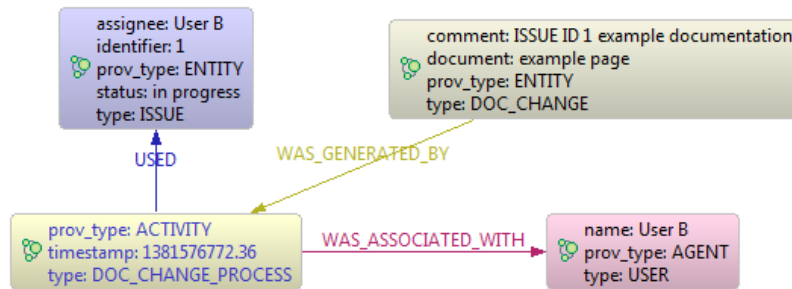 assignee: User B
identifier: 1
prov_type: ENTITY
status: in progress
type: ISSUE
comment: ISSUE ID 1 example documentation
document: example page
prov_type: ENTITY
type: DOC_CHANGE
USED
WAS_GENERATED_BY
prov_type: ACTIVITY
timestamp: 1381576772.36
type: DOC_CHANGE_PROCESS
WAS_ASSOCIATED_WITH
name: User B
prov_type: AGENT
type: USER